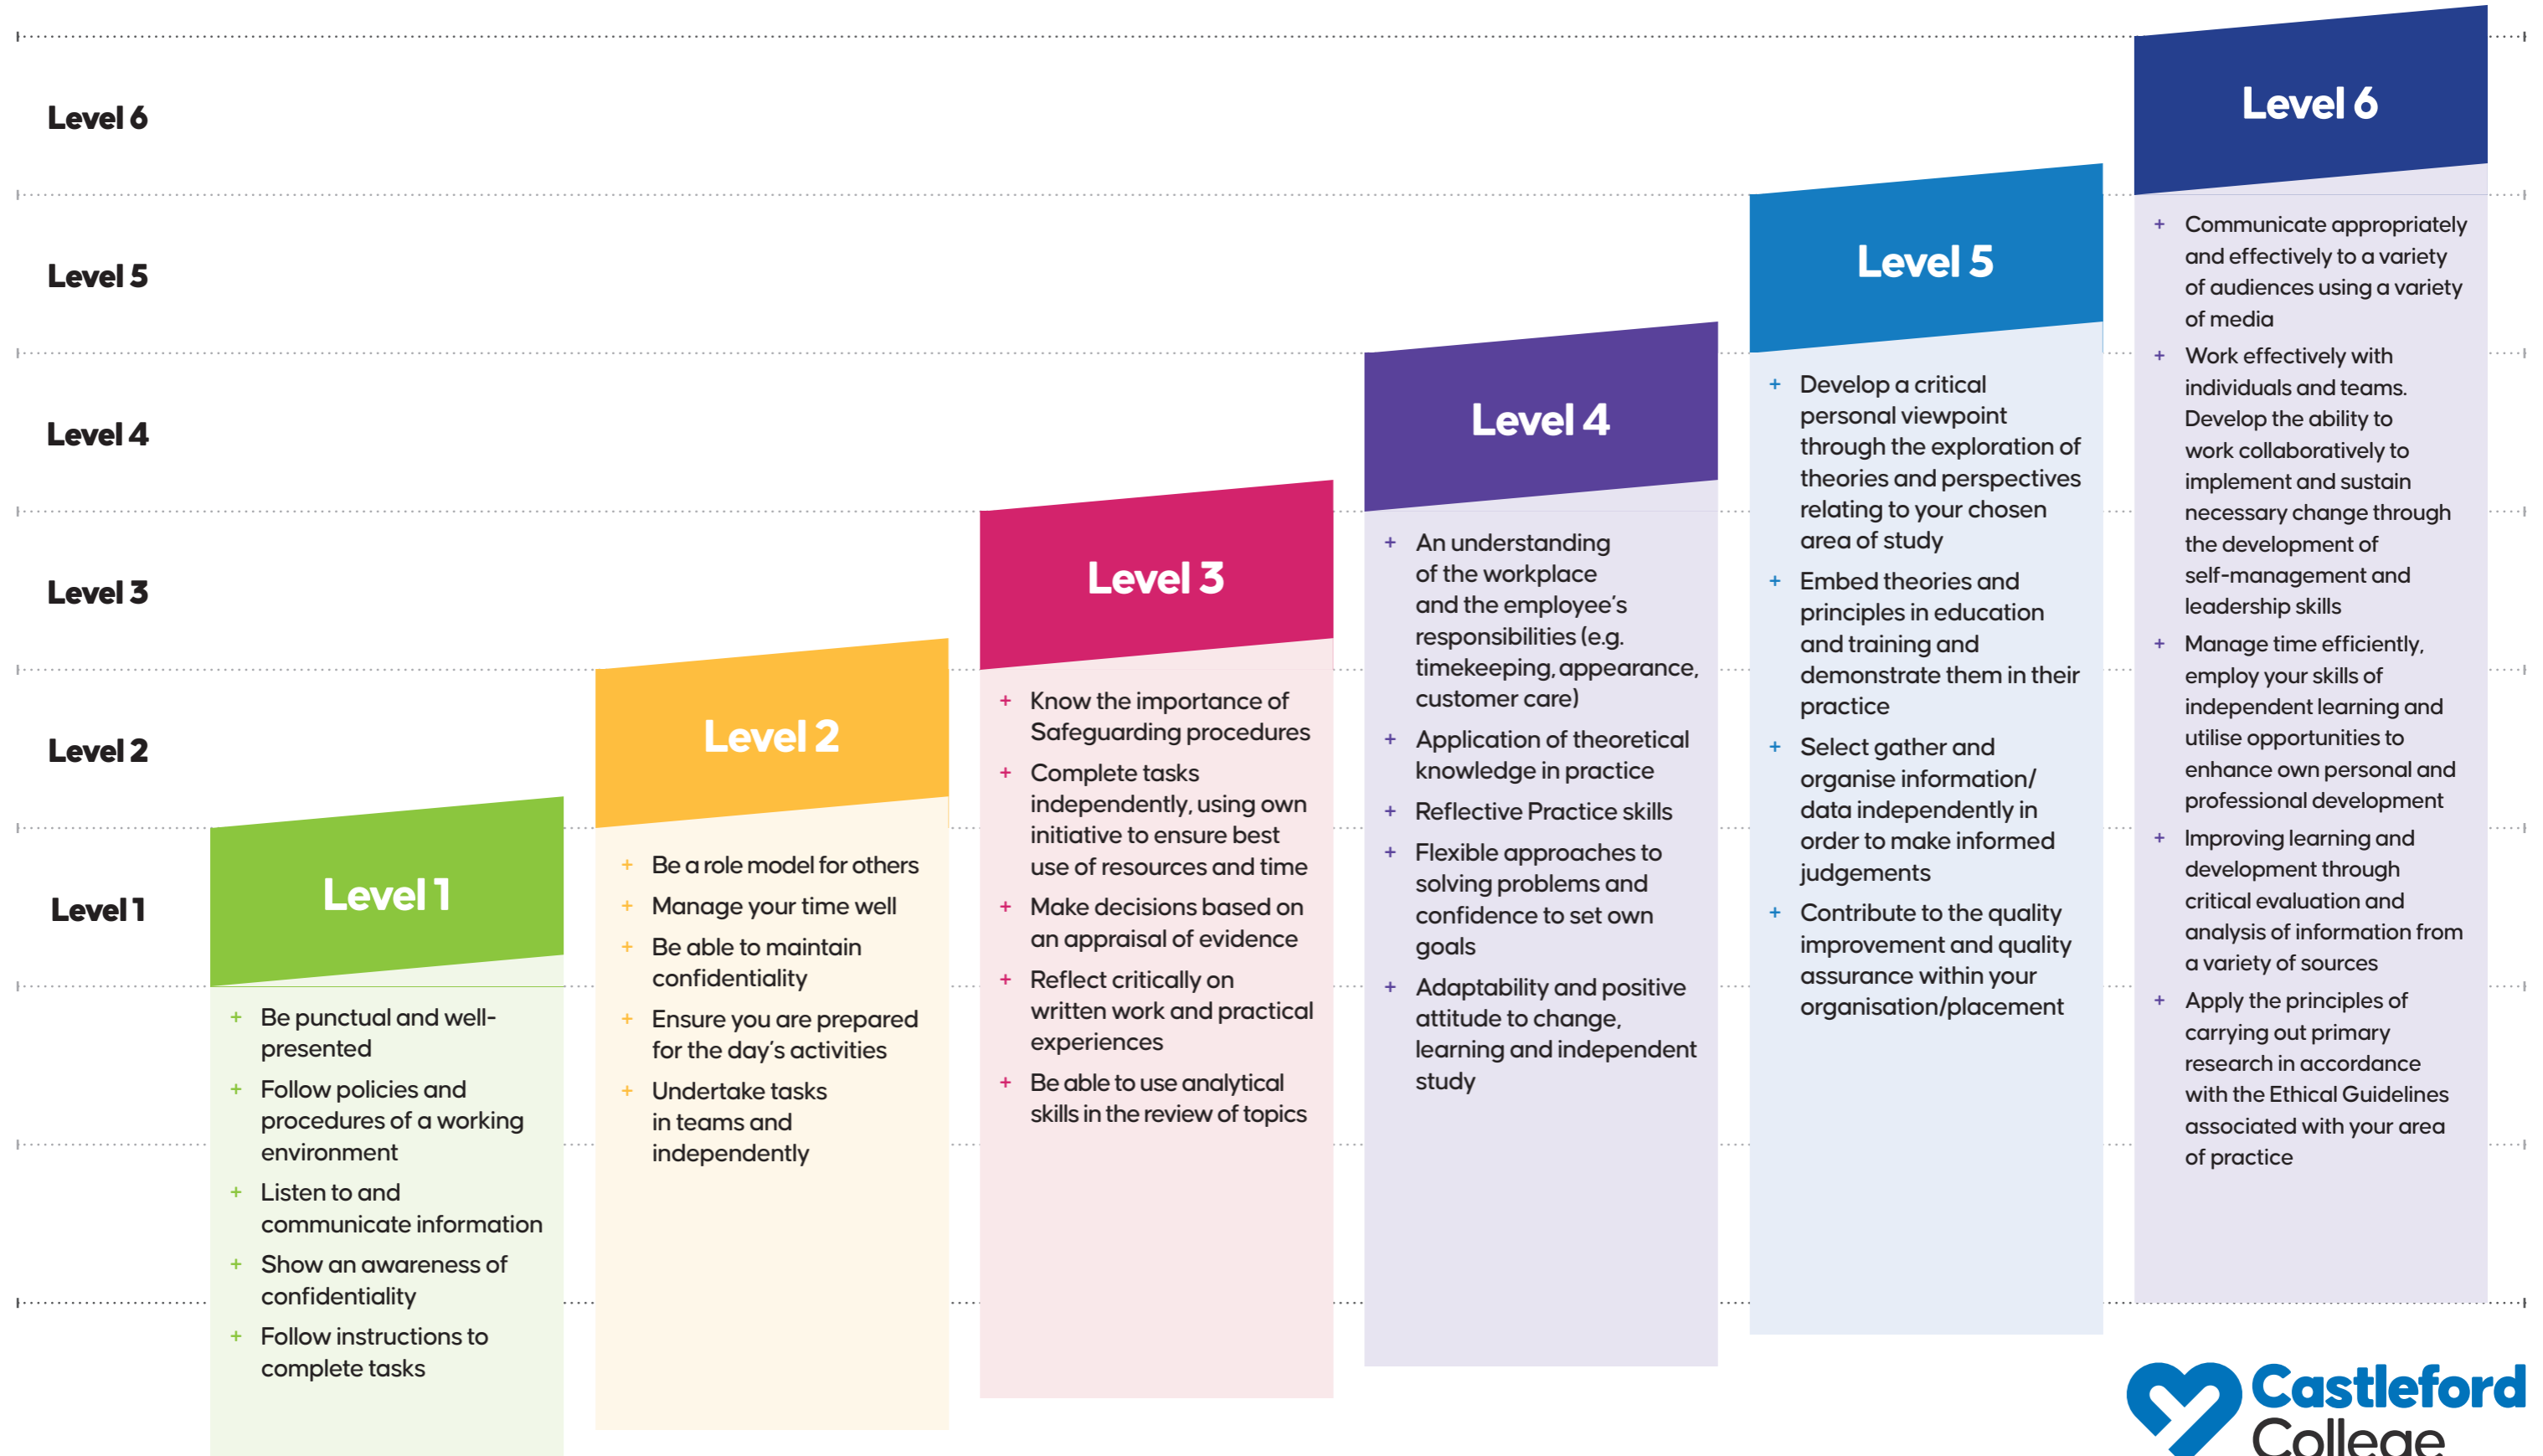 Level 6
Level 5
Level 4
Level 3
Level 2
Level 1
Level 1
+ Be punctual and well-
presented
+ Follow policies and
procedures of a working
environment
+ Listen to and
communicate information
+ Show an awareness of
confidentiality
+ Follow instructions to
complete tasks
Level 2
+ Be a role model for others
+ Manage your time well
+ Be able to maintain
confidentiality
+ Ensure you are prepared
for the day's activities
+ Undertake tasks
in teams and
independently
Level 3
+ Know the importance of
Safeguarding procedures
+ Complete tasks
independently, using own
initiative to ensure best
use of resources and time
+ Make decisions based on
an appraisal of evidence
+ Reflect critically on
written work and practical
experiences
+ Be able to use analytical
skills in the review of topics
Level 4
+ An understanding
of the workplace
and the employee's
responsibilities (e.g.
timekeeping, appearance,
customer care)
+ Application of theoretical
knowledge in practice
+ Reflective Practice skills
+ Flexible approaches to
solving problems and
confidence to set own
goals
+ Adaptability and positive
attitude to change,
learning and independent
study
Level 5
+ Develop a critical
personal viewpoint
through the exploration of
theories and perspectives
relating to your chosen
area of study
+ Embed theories and
principles in education
and training and
demonstrate them in their
practice
+ Select gather and
organise information/
data independently in
order to make informed
judgements
+ Contribute to the quality
improvement and quality
assurance within your
organisation/placement
Level 6
+ Communicate appropriately
and effectively to a variety
of audiences using a variety
of media
+ Work effectively with
individuals and teams.
Develop the ability to
work collaboratively to
implement and sustain
necessary change through
the development of
self-management and
leadership skills
+ Manage time efficiently,
employ your skills of
independent learning and
utilise opportunities to
enhance own personal and
professional development
+ Improving learning and
development through
critical evaluation and
analysis of information from
a variety of sources
+ Apply the principles of
carrying out primary
research in accordance
with the Ethical Guidelines
associated with your area
of practice
Castleford
College